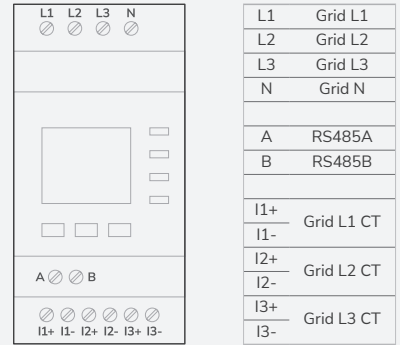 L1 L2 L3 N
A B
I1+ I1- I2+ I2- I3+ I3-
L1 Grid L1
L2 Grid L2
L3 Grid L3
N Grid N
A RS485A
B RS485B
I1+
Grid L1 CT
I1-
I2+
Grid L2 CT
I2-
I3+
Grid L3 CT
I3-